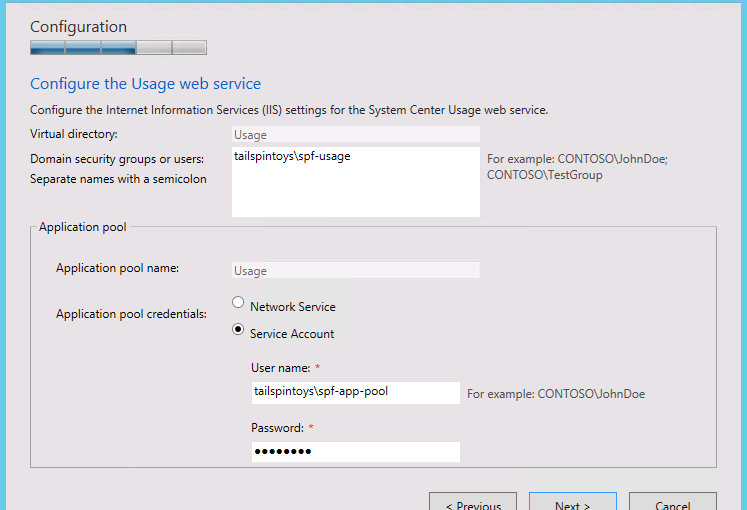 Configuration
Configure the Usage web service
Configure the Internet Information Services (IIS) settings for the System Center Usage web service.
Virtual directory:
Usage
Domain security groups or users:
Separate names with a semicolon
tailspintoys\spf-usage
For example: CONTOSO\JohnDoe;
CONTOSO\TestGroup
Application pool
Application pool name:
Usage
Application pool credentials:
Network Service
Service Account
User name: *
tailspintoys\spf-app-pool
For example: CONTOSO\JohnDoe
Password: *
●●●●●●●●
< Previous
Next >
Cancel